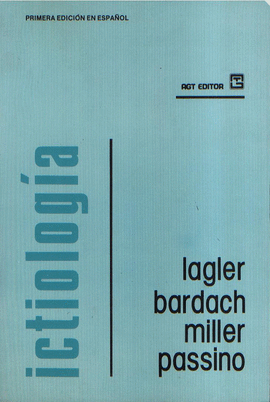 PRIMERA EDICIÓN EN ESPAÑOL
AGT EDITOR
ictiología
lagler
bardach
miller
passino